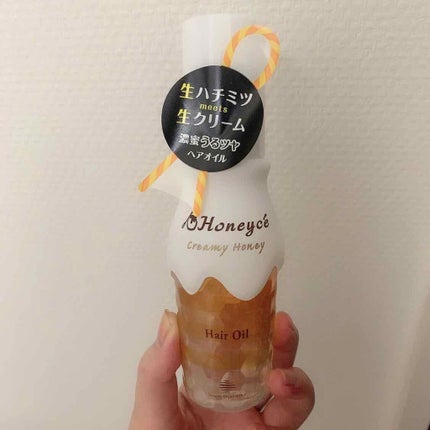 生ハチミツ
meets
生クリーム
濃蜜うるツヤ
ヘアオイル
Honeyc'e
Creamy Honey
Hair Oil